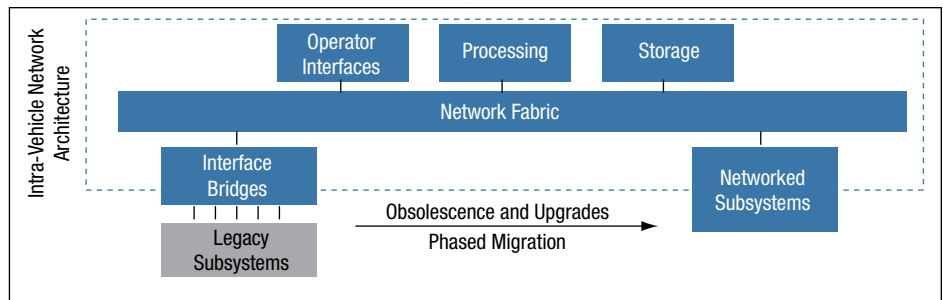 Intra-Vehicle Network
Architecture
Operator
Interfaces
Processing
Storage
Network Fabric
Interface
Bridges
Networked
Subsystems
Obsolescence and Upgrades
Phased Migration
Legacy
Subsystems